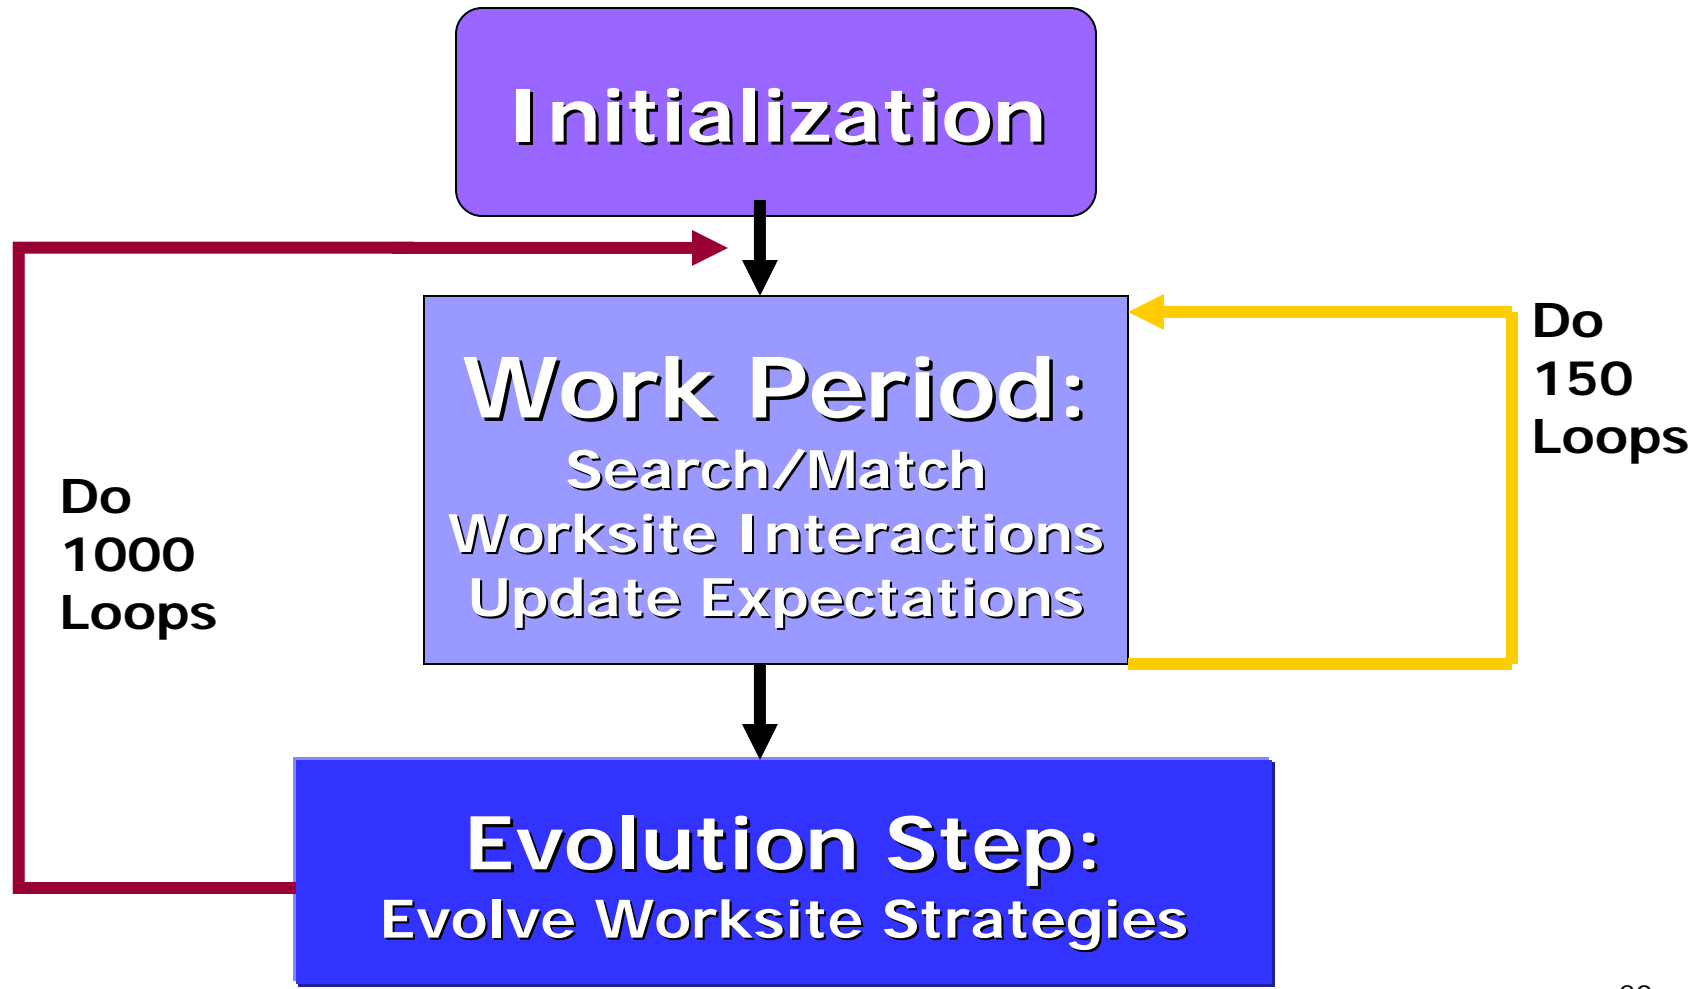 Initialization
Work Period:
Search/Match
Worksite Interactions
Update Expectations
Do
150
Loops
Do
1000
Loops
Evolution Step:
Evolve Worksite Strategies